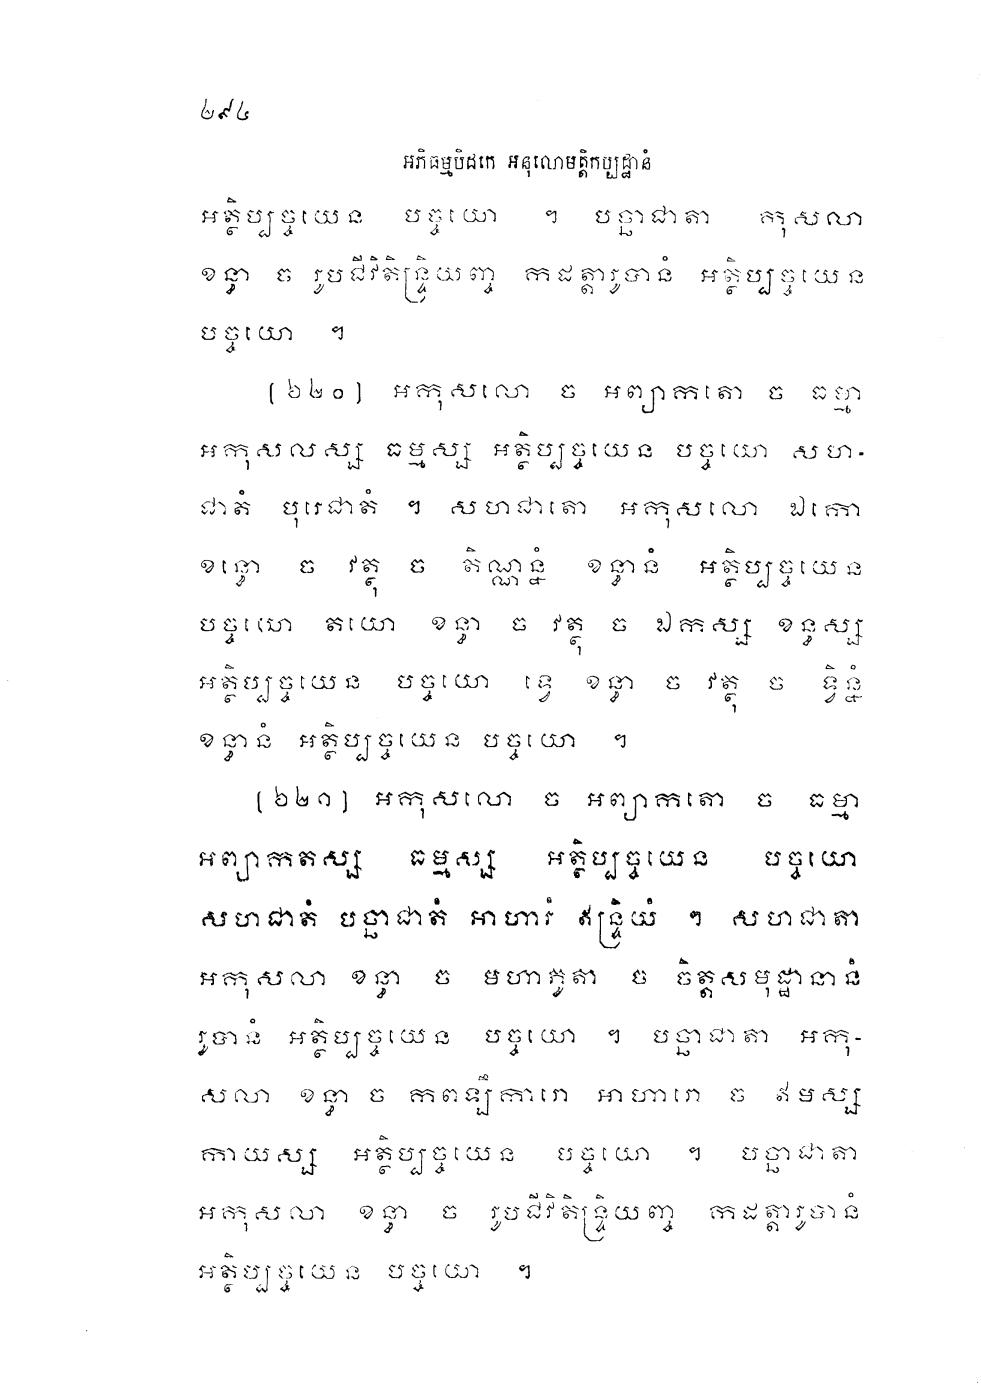 ២៩៤
អភិធម្មបិដកេ អនុលោមត្តិកប្បដ្ឋានំ
អត្ថិប្បច្ចយេន បច្ចយោ ។ បច្ឆាជាតា កុសលា
ខន្ធា ច រូបជីវិតិន្ទ្រិយញ្ច កដត្តារូបានំ អត្ថិប្បច្ចយេន
បច្ចយោ ។
[៦៦០] អកុសលោ ច អព្យាកតោ ច ធម្មា
អកុសលស្ស ធម្មស្ស អត្ថិប្បច្ចយេន បច្ចយោ សហ-
ជាតំ បុរេជាតំ ។ សហជាតោ អកុសលោ ឯកោ
ខន្ធោ ច វត្ថុ ច តិណ្ណន្នំ ខន្ធានំ អត្ថិប្បច្ចយេន
បច្ចយោ តយោ ខន្ធា ច វត្ថុ ច ឯកស្ស ខន្ធស្ស
អត្ថិប្បច្ចយេន បច្ចយោ ទ្វេ ខន្ធា ច វត្ថុ ច ទ្វិន្នំ
ខន្ធានំ អត្ថិប្បច្ចយេន បច្ចយោ ។
[៦៦១] អកុសលោ ច អព្យាកតោ ច ធម្មា
អព្យាកតស្ស ធម្មស្ស អត្ថិប្បច្ចយេន បច្ចយោ
សហជាតំ បច្ឆាជាតំ អាហារំ ឥន្ទ្រិយំ ។ សហជាតា
អកុសលា ខន្ធា ច មហាភូតា ច ចិត្តសមុដ្ឋានានំ
រូបានំ អត្ថិប្បច្ចយេន បច្ចយោ ។ បច្ឆាជាតា អកុ-
សលា ខន្ធា ច កពឡឹការោ អាហារោ ច ឥមស្ស
កាយស្ស អត្ថិប្បច្ចយេន បច្ចយោ ។ បច្ឆាជាតា
អកុសលា ខន្ធា ច រូបជីវិតិន្ទ្រិយញ្ច កដត្តារូបានំ
អត្ថិប្បច្ចយេន បច្ចយោ ។